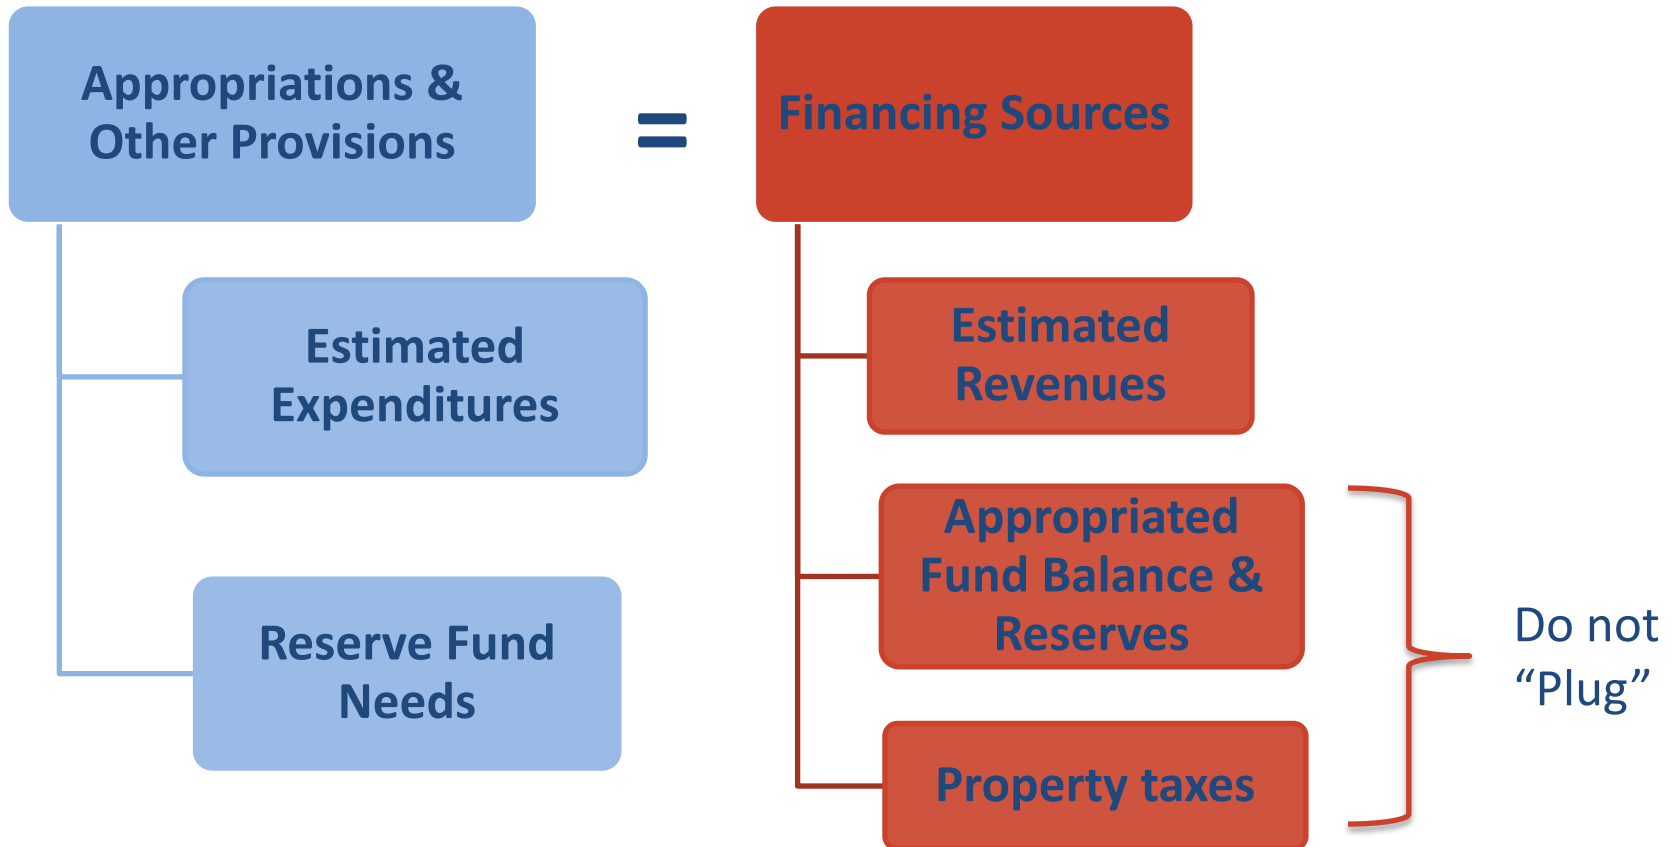 Appropriations &
Other Provisions
=
Financing Sources
Estimated
Expenditures
Reserve Fund
Needs
Estimated
Revenues
Appropriated
Fund Balance &
Reserves
Property taxes
Do not
“Plug”